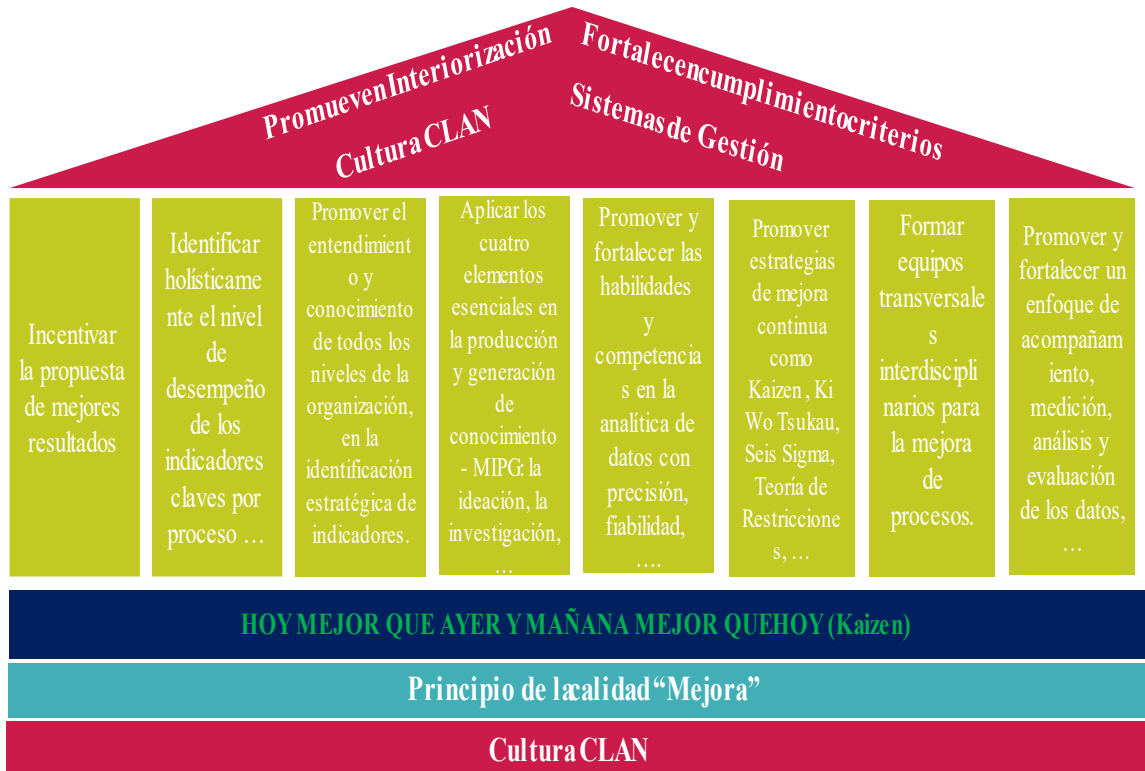 Promueven Interiorización
Cultura CLAN
Fortalecen cumplimiento criterios
Sistemas de Gestión
Incentivar
la propuesta
de mejores
resultados
Identificar
holísticame
nte el nivel
de
desempeño
de los
indicadores
claves por
proceso …
Promover el
entendimient
o y
conocimiento
de todos los
niveles de la
organización,
en la
identificación
estratégica de
indicadores.
Aplicar los
cuatro
elementos
esenciales en
la producción
y generación
de
conocimiento
- MIPG: la
ideación, la
investigación,
…
Promover y
fortalecer las
habilidades
y
competencia
s en la
analítica de
datos con
precisión,
fiabilidad,
….
Promover
estrategias
de mejora
continua
como
Kaizen , Ki
Wo Tsukau,
Seis Sigma,
Teoría de
Restriccione
s, …
Formar
equipos
transversale
s
interdiscipli
narios para
la mejora
de
procesos.
Promover y
fortalecer un
enfoque de
acompañam
iento,
medición,
análisis y
evaluación
de los datos,
…
HOY MEJOR QUE AYER Y MAÑANA MEJOR QUE HOY (Kaizen)
Principio de la calidad “Mejora”
Cultura CLAN